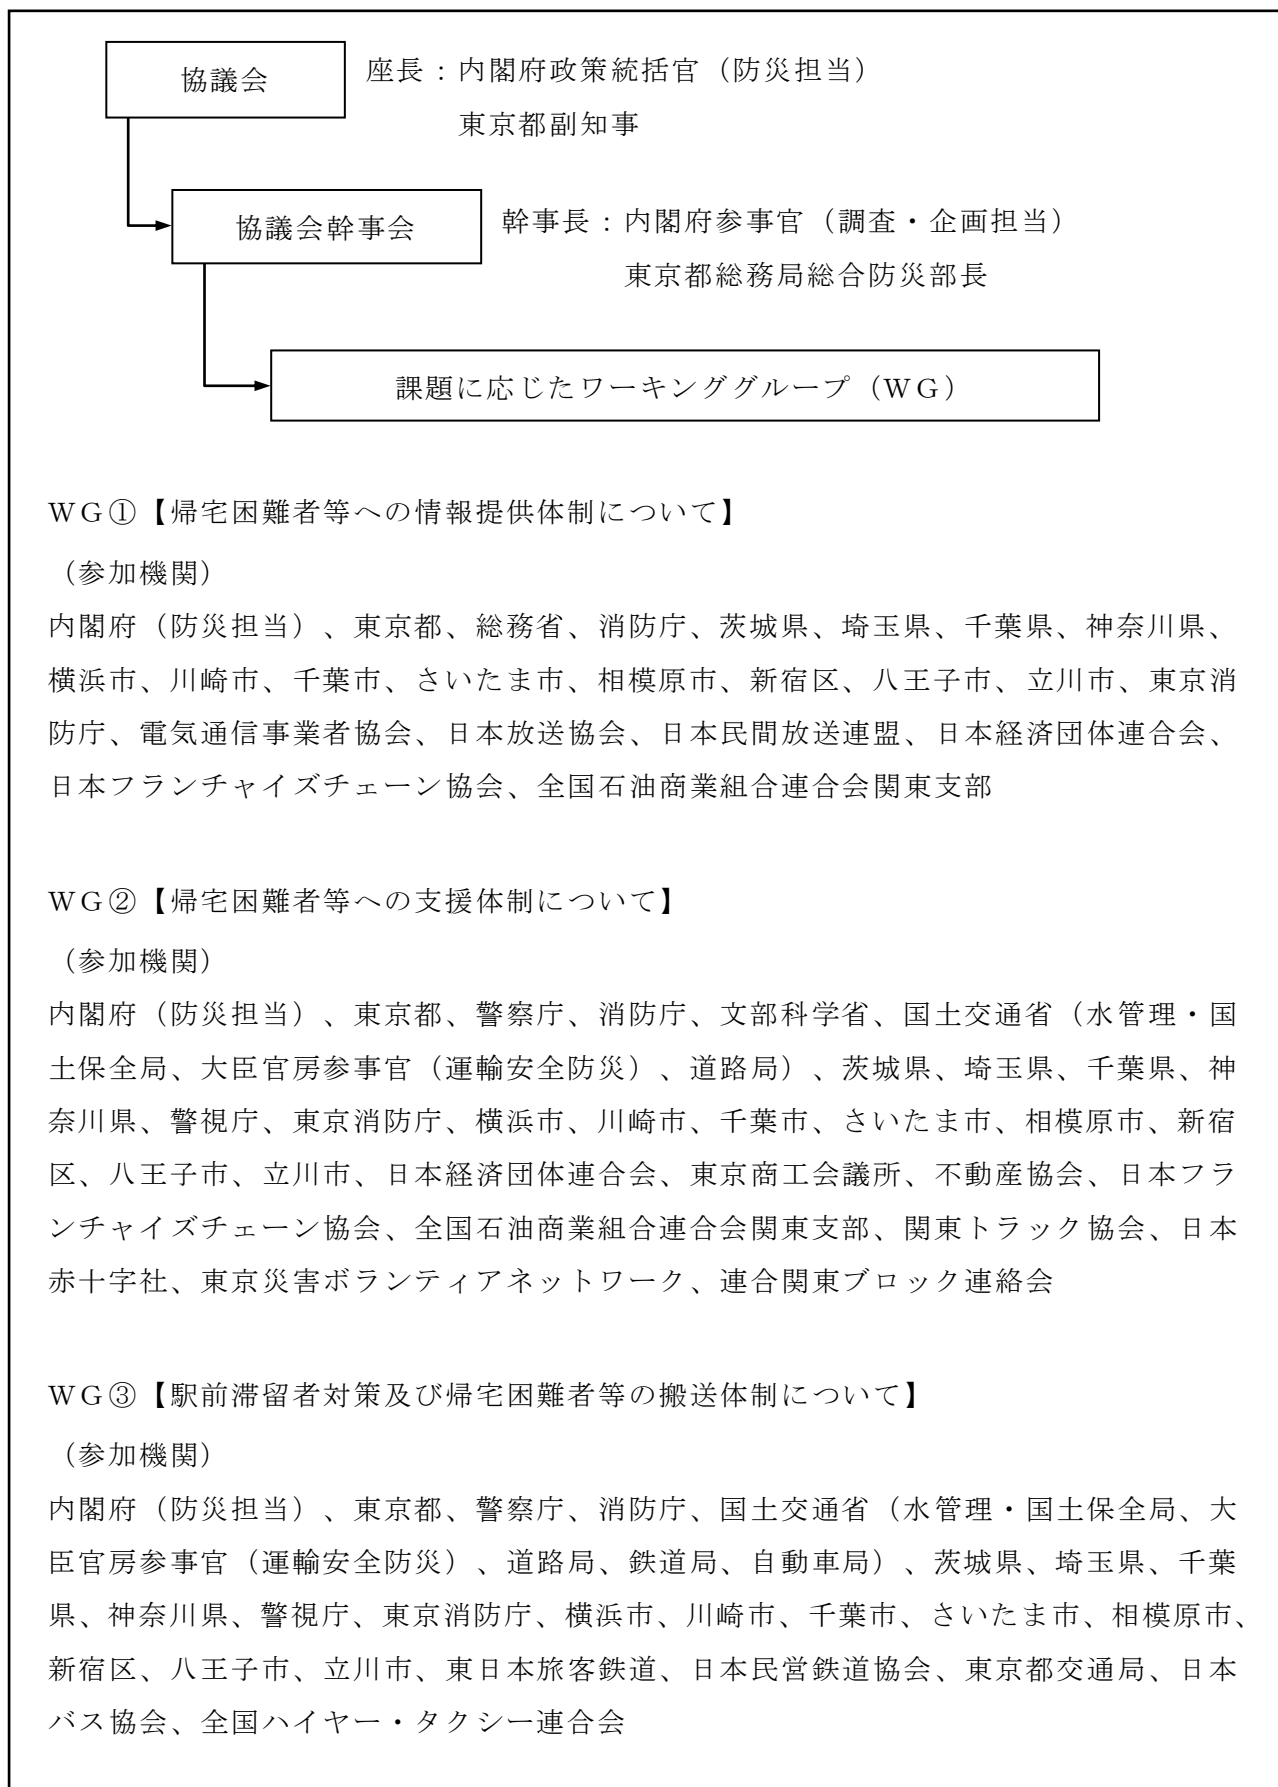 協議会
座長：内閣府政策統括官（防災担当）
東京都副知事
協議会幹事会
幹事長：内閣府参事官（調査・企画担当）
東京都総務局総合防災部長
課題に応じたワーキンググループ（ＷＧ）
ＷＧ①【帰宅困難者等への情報提供体制について】
（参加機関）
内閣府（防災担当）、東京都、総務省、消防庁、茨城県、埼玉県、千葉県、神奈川県、
横浜市、川崎市、千葉市、さいたま市、相模原市、新宿区、八王子市、立川市、東京消
防庁、電気通信事業者協会、日本放送協会、日本民間放送連盟、日本経済団体連合会、
日本フランチャイズチェーン協会、全国石油商業組合連合会関東支部
ＷＧ②【帰宅困難者等への支援体制について】
（参加機関）
内閣府（防災担当）、東京都、警察庁、消防庁、文部科学省、国土交通省（水管理・国
土保全局、大臣官房参事官（運輸安全防災）、道路局）、茨城県、埼玉県、千葉県、神
奈川県、警視庁、東京消防庁、横浜市、川崎市、千葉市、さいたま市、相模原市、新宿
区、八王子市、立川市、日本経済団体連合会、東京商工会議所、不動産協会、日本フラ
ンチャイズチェーン協会、全国石油商業組合連合会関東支部、関東トラック協会、日本
赤十字社、東京災害ボランティアネットワーク、連合関東ブロック連絡会
ＷＧ③【駅前滞留者対策及び帰宅困難者等の搬送体制について】
（参加機関）
内閣府（防災担当）、東京都、警察庁、消防庁、国土交通省（水管理・国土保全局、大
臣官房参事官（運輸安全防災）、道路局、鉄道局、自動車局）、茨城県、埼玉県、千葉
県、神奈川県、警視庁、東京消防庁、横浜市、川崎市、千葉市、さいたま市、相模原市、
新宿区、八王子市、立川市、東日本旅客鉄道、日本民営鉄道協会、東京都交通局、日本
バス協会、全国ハイヤー・タクシー連合会